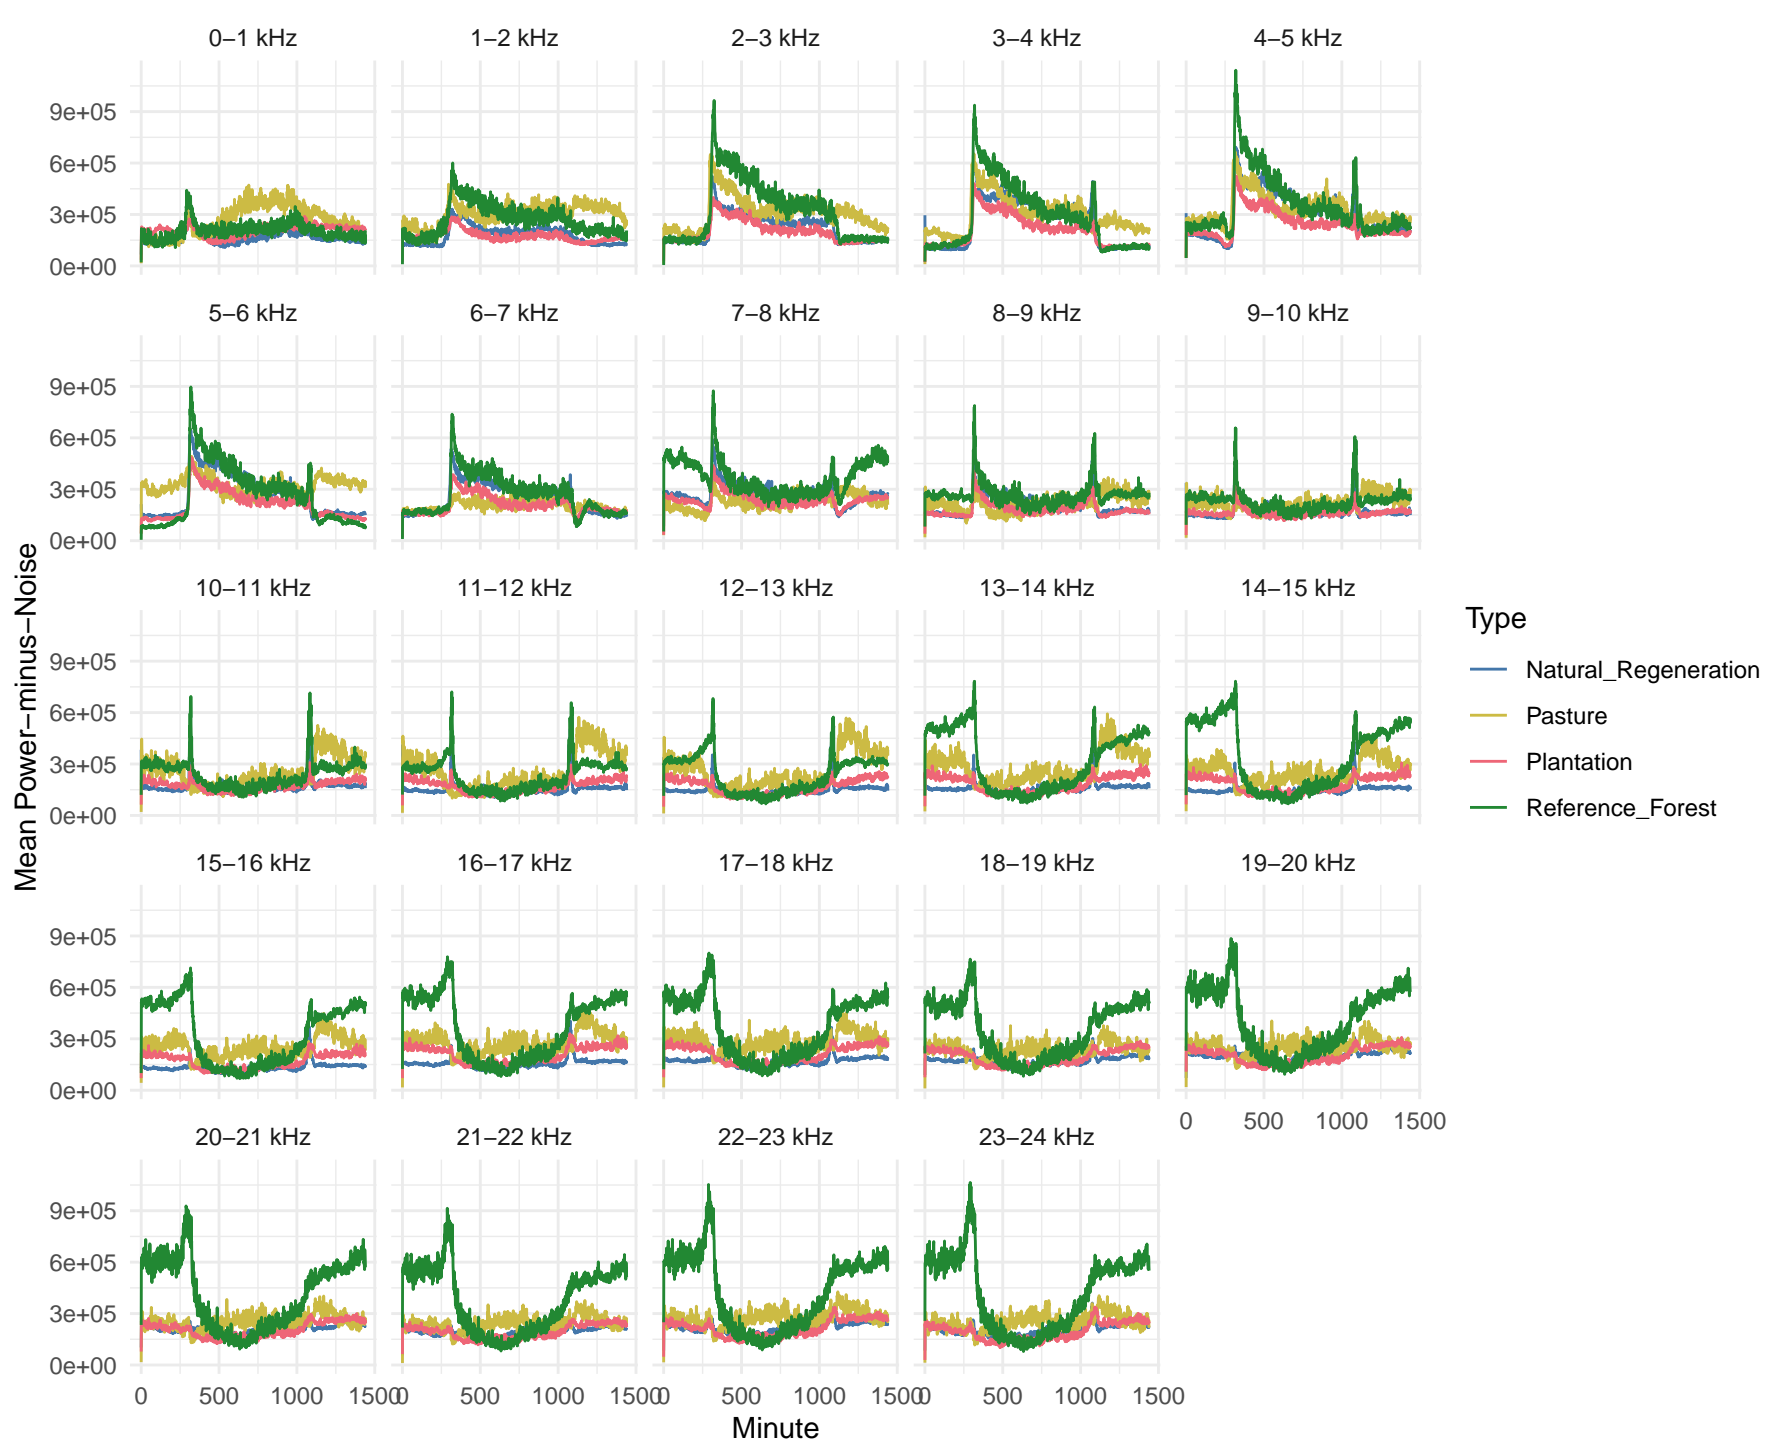 0–1 kHz 1–2 kHz 2–3 kHz 3–4 kHz 4–5 kHz
9e+05
6e+05
3e+05
0e+00
5–6 kHz 6–7 kHz 7–8 kHz 8–9 kHz 9–10 kHz
9e+05
6e+05
3e+05
0e+00
10–11 kHz 11–12 kHz 12–13 kHz 13–14 kHz 14–15 kHz
9e+05
6e+05
3e+05
0e+00
15–16 kHz 16–17 kHz 17–18 kHz 18–19 kHz 19–20 kHz
9e+05
6e+05
3e+05
0e+00
0 500 1000 1500
20–21 kHz 21–22 kHz 22–23 kHz 23–24 kHz
9e+05
6e+05
3e+05
0e+00
0 500 1000 1500 0 500 1000 1500 0 500 1000 1500 0 500 1000 1500
Minute
Mean Power–minus–Noise
Type
Natural_Regeneration
Pasture
Plantation
Reference_Forest